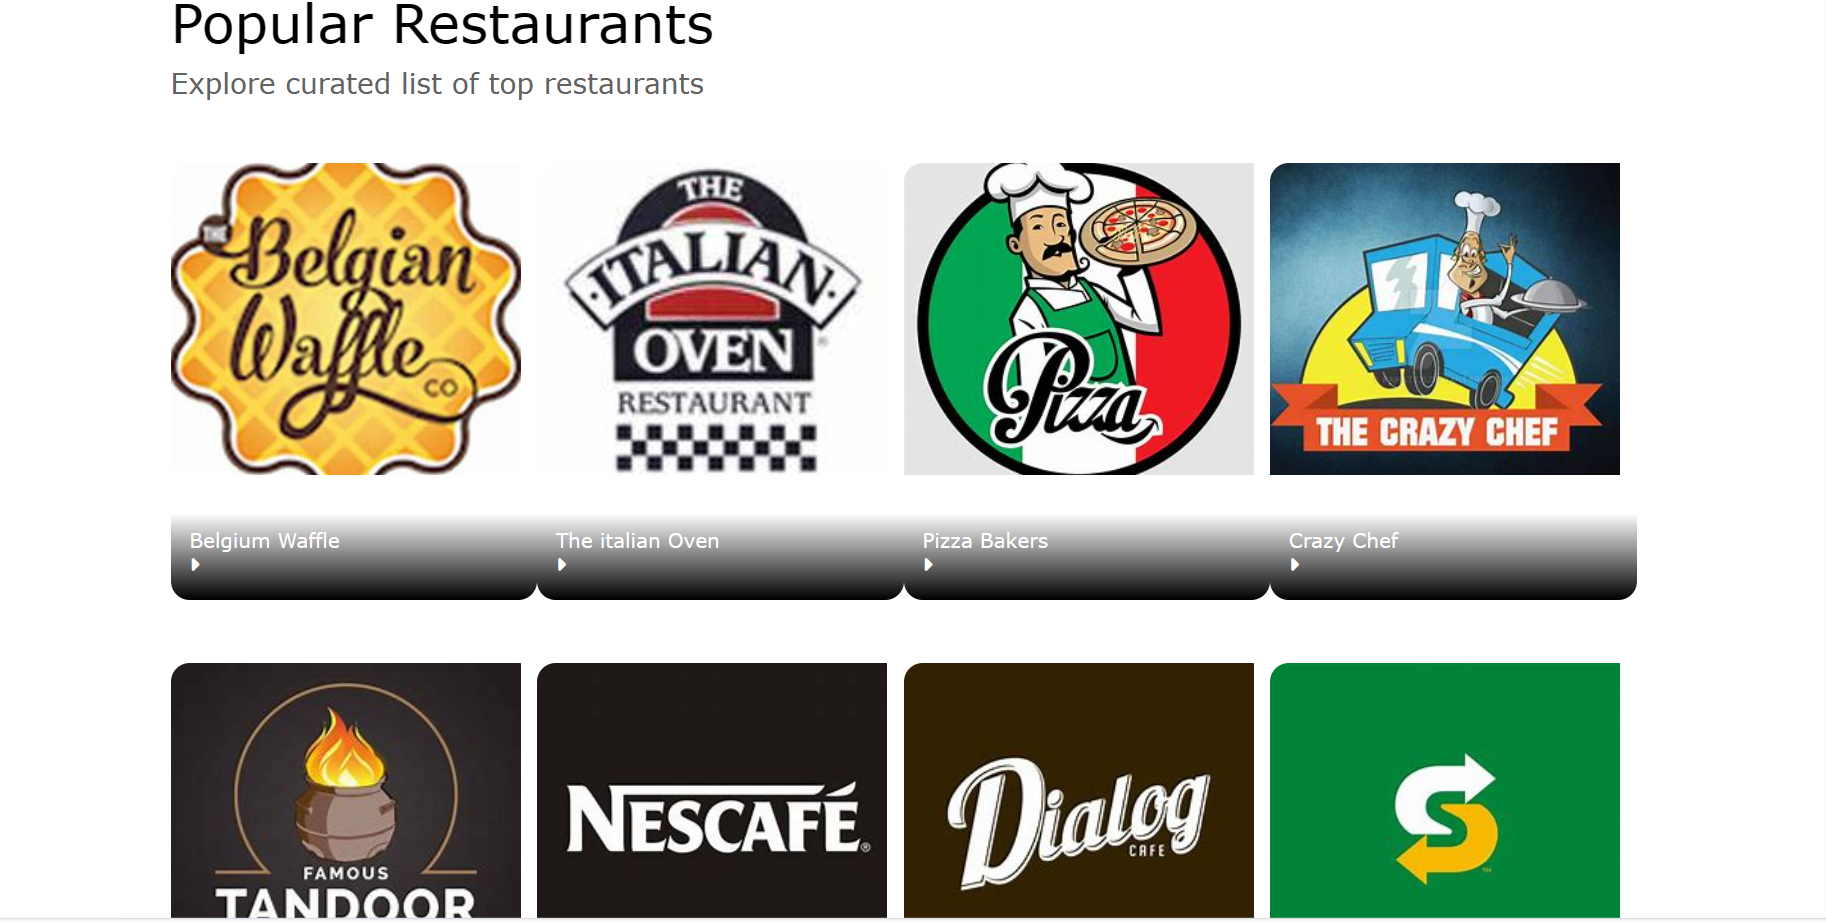 Popular Restaurants
Explore curated list of top restaurants
THE
Belgian
Waffle
CO
THE
ITALIAN
OVEN
®
RESTAURANT
Pizza
THE CRAZY CHEF
Belgium Waffle
The italian Oven
Pizza Bakers
Crazy Chef
FAMOUS
TANDOOR
NESCAFÉ®
Dialog
CAFE
S
TM